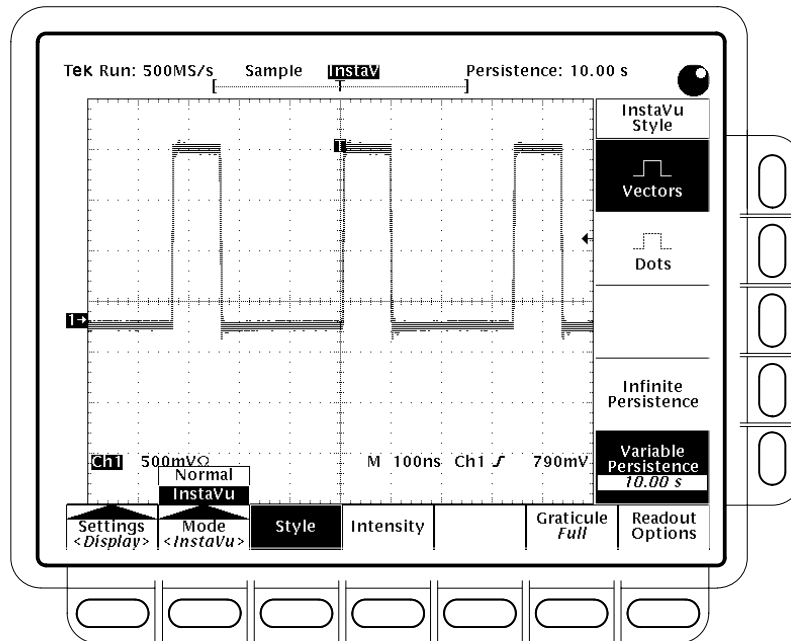 Tek Run: 500MS/s Sample InstaV Persistence: 10.00 s
T
InstaVu
Style
T
Vectors
Dots
1→
Infinite
Persistence
Ch1 500mVΩ M 100ns Ch1 790mV
Variable
Persistence
10.00 s
Normal
InstaVu
Settings
<Display>
Mode
<InstaVu>
Style
Intensity
Graticule
Full
Readout
Options